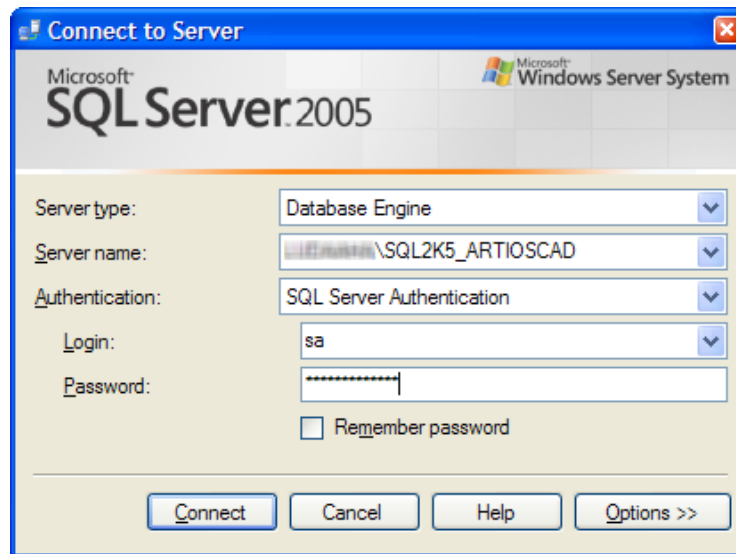 Connect to Server
Microsoft
SQL Server 2005
Microsoft
Windows Server System
Server type:
Database Engine
Server name:
\SQL2K5_ARTIOSCAD
Authentication:
SQL Server Authentication
Login:
sa
Password:
*************
Remember password
Connect
Cancel
Help
Options >>